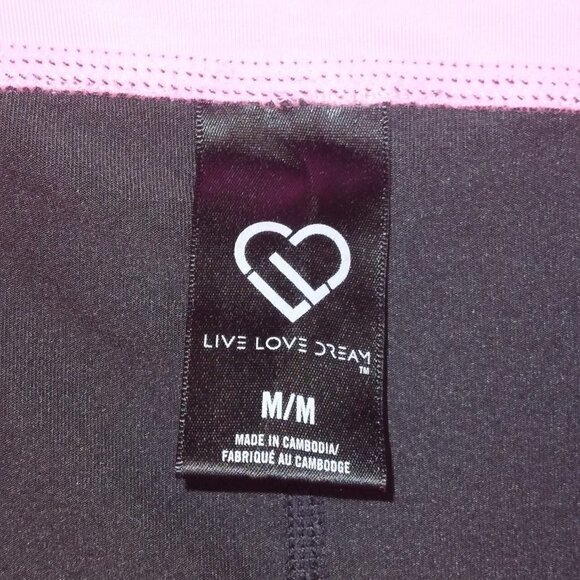 LIVE LOVE DREAM
TM
M/M
MADE IN CAMBODIA/
FABRIQUÉ AU CAMBODGE